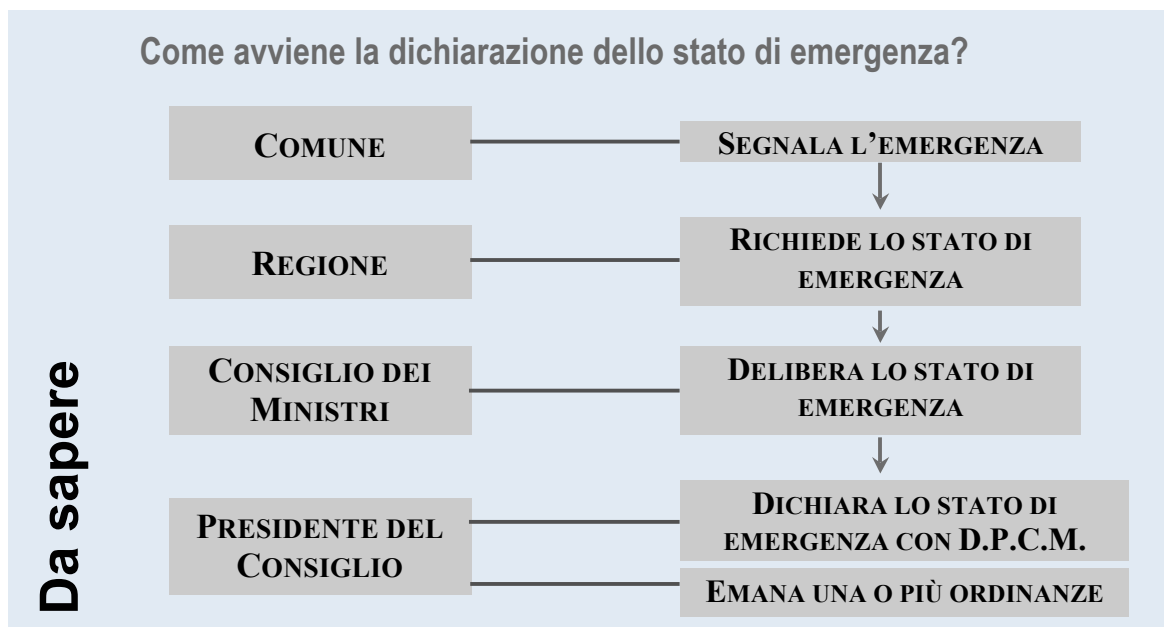 Come avviene la dichiarazione dello stato di emergenza?
COMUNE
SEGNALA L’EMERGENZA
REGIONE
RICHIEDE LO STATO DI
EMERGENZA
CONSIGLIO DEI
MINISTRI
DELIBERA LO STATO DI
EMERGENZA
PRESIDENTE DEL
CONSIGLIO
DICHIARA LO STATO DI
EMERGENZA CON D.P.C.M.
EMANA UNA O PIÙ ORDINANZE
Da sapere